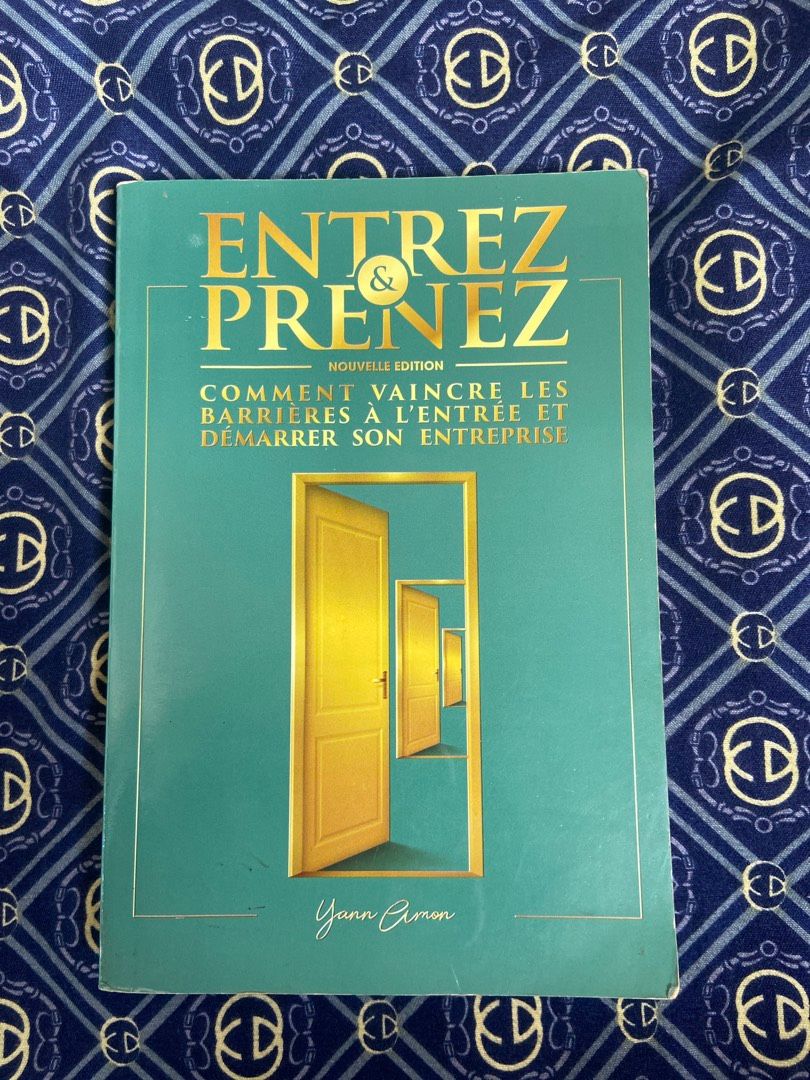 ENTREZ
&
PRENEZ
NOUVELLE EDITION
COMMENT VAINCRE LES
BARRIÈRES À L'ENTRÉE ET
DÉMARRER SON ENTREPRISE
Yann Amon